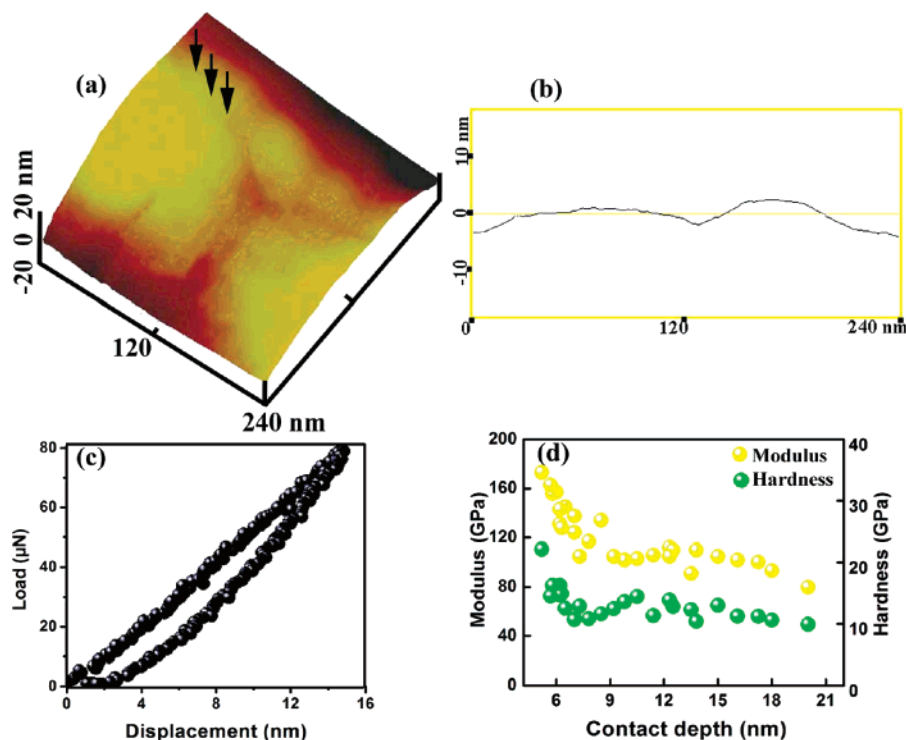 (a)
20 nm
0
-20
120
240 nm
(b)
10 nm
0
-10
0
120
240 nm
(c)
80
60
40
20
0
0 4 8 12 16
Load (µN)
Displacement (nm)
(d)
Modulus
Hardness
200
160
120
80
40
0
40
30
20
10
0
6 9 12 15 18 21
Modulus (GPa)
Hardness (GPa)
Contact depth (nm)